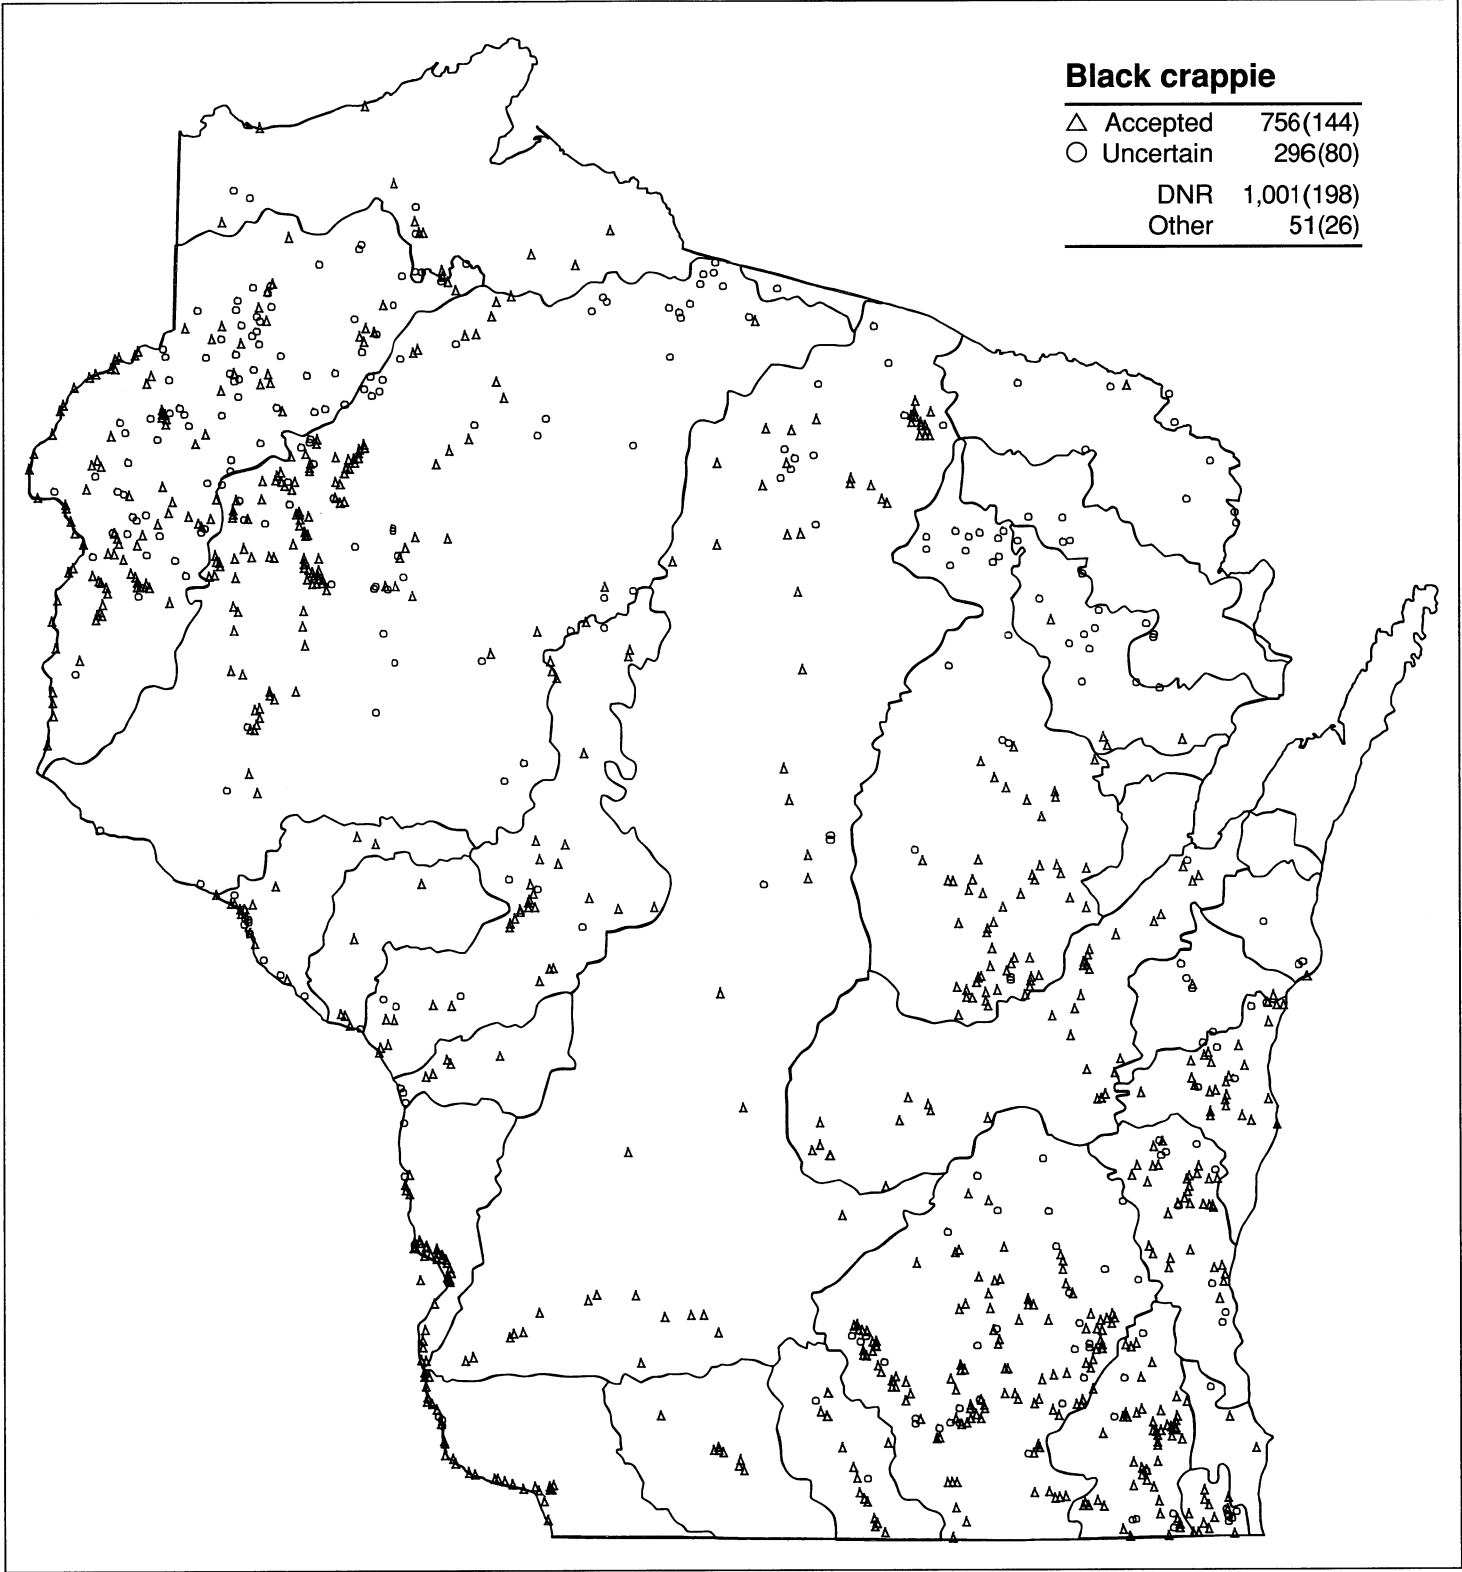 Black crappie
△ Accepted 756(144)
○ Uncertain 296(80)
DNR 1,001(198)
Other 51(26)